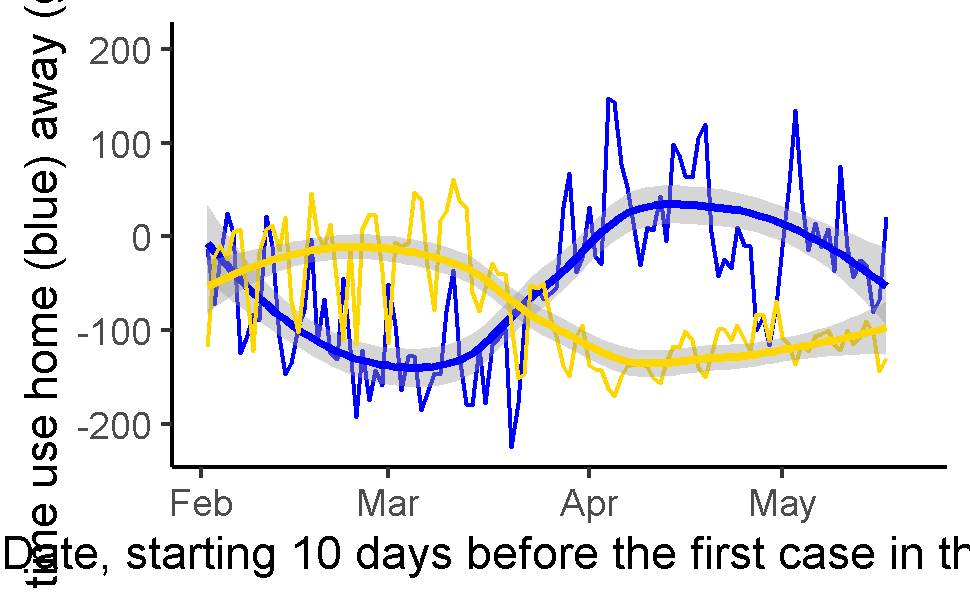 time use home (blue) away (
200
100
0
-100
-200
Feb Mar Apr May
Date, starting 10 days before the first case in th